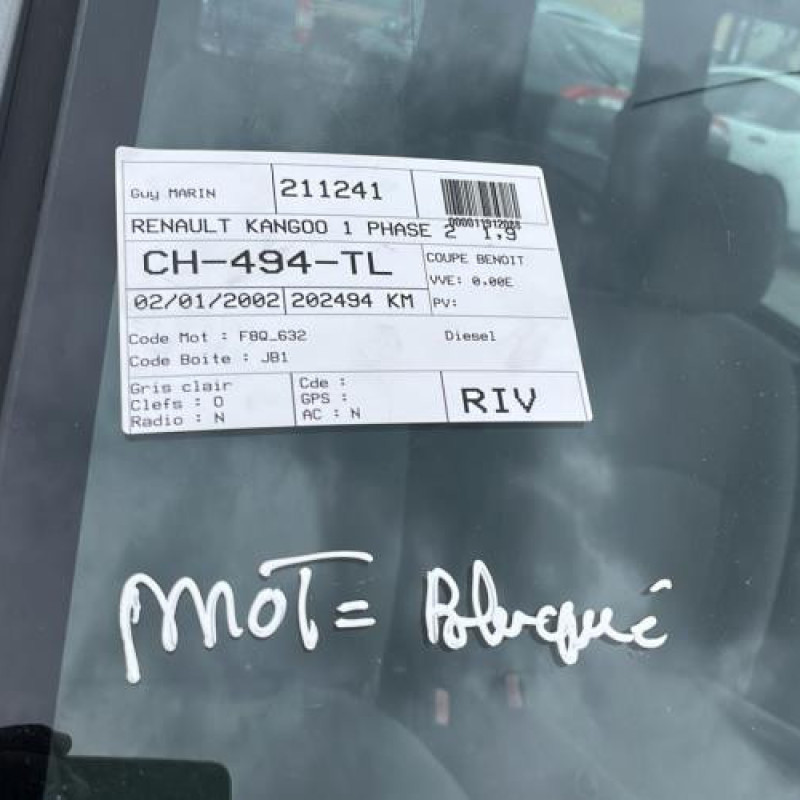 Guy MARIN 211241
000011912088
RENAULT KANGOO 1 PHASE 2 1,9
CH-494-TL
COUPE BENOIT
VVE: 0.00E
02/01/2002 202494 KM PV:
Code Mot : F8Q_632 Diesel
Code Boite : JB1
Gris clair Cde :
Clefs : O GPS :
Radio : N AC : N
RIV
MOT = Bloqué